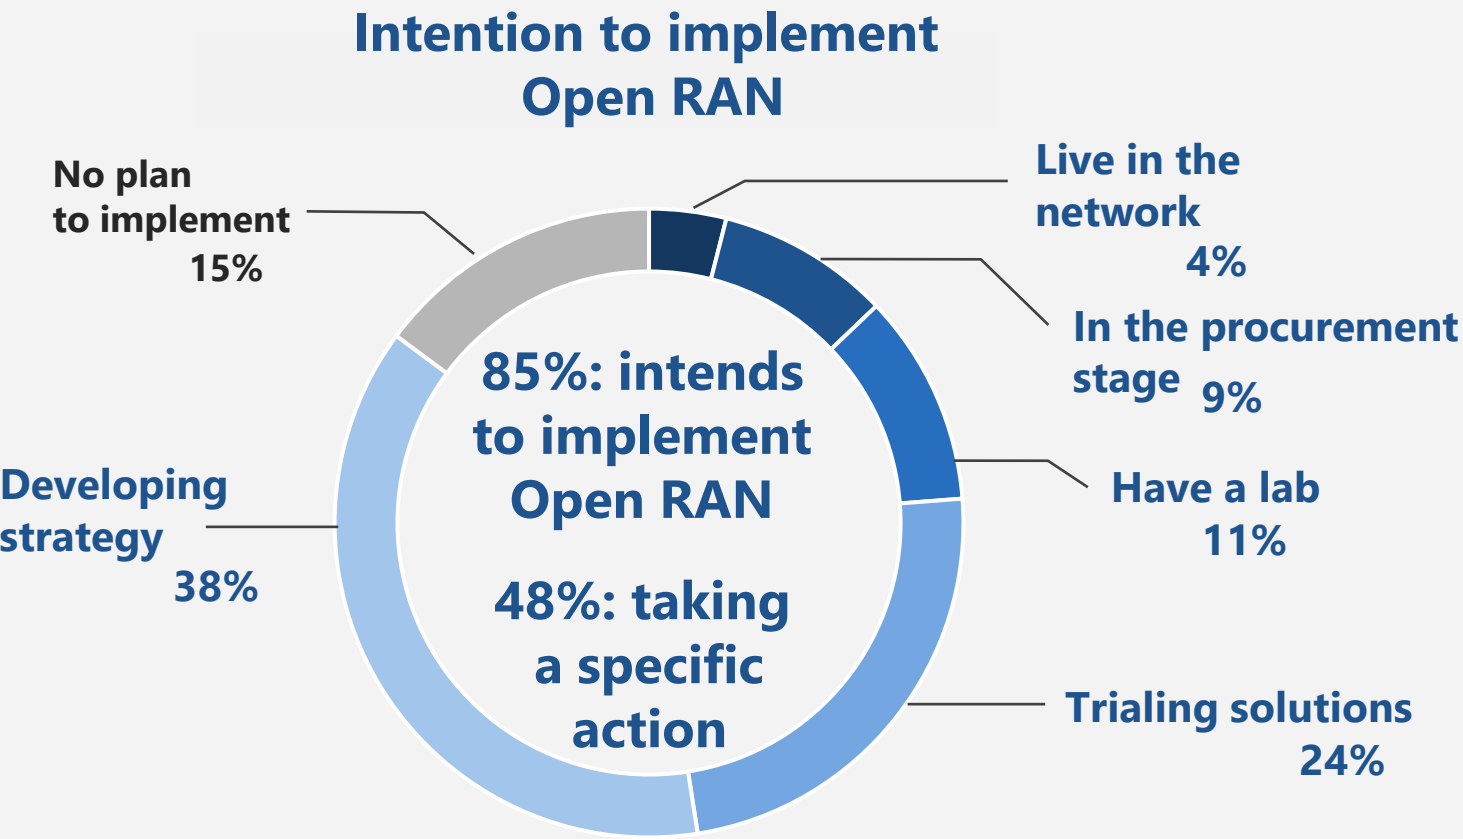 Intention to implement
Open RAN
No plan
to implement
15%
Live in the
network
4%
In the procurement
stage 9%
Have a lab
11%
Trialing solutions
24%
Developing
strategy
38%
85%: intends
to implement
Open RAN
48%: taking
a specific
action